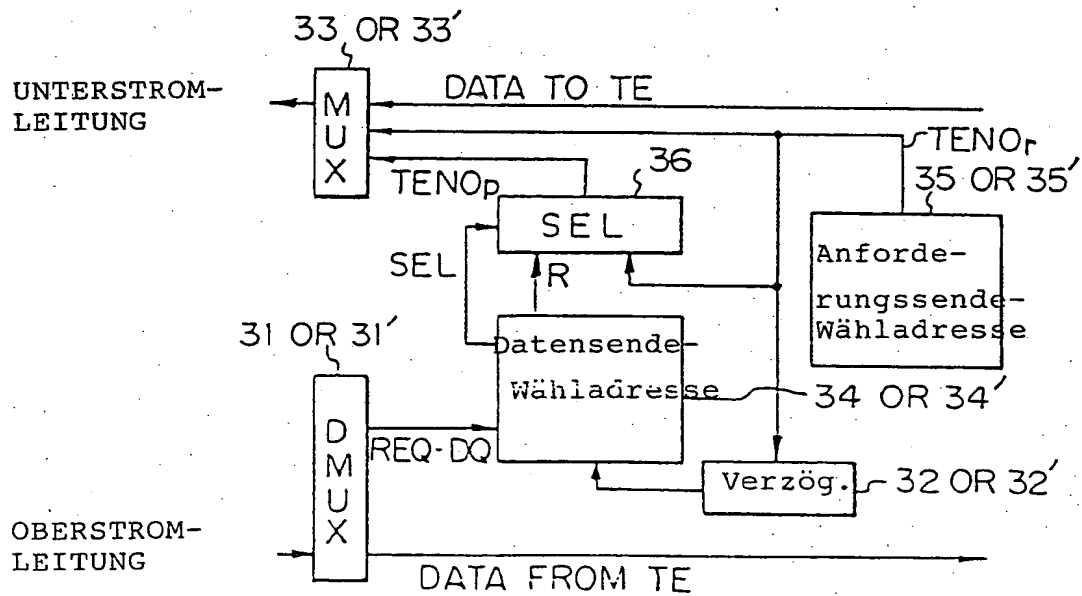 33 OR 33'
UNTERSTROM-
LEITUNG
MUX
DATA TO TE
TENOr
TENOp
36
35 OR 35'
SEL
SEL
R
Anforde-
rungssende-
Wähladresse
31 OR 31'
Datensende-
Wähladresse
34 OR 34'
DMUX
REQ-DQ
Verzög.
32 OR 32'
OBERSTROM-
LEITUNG
DATA FROM TE